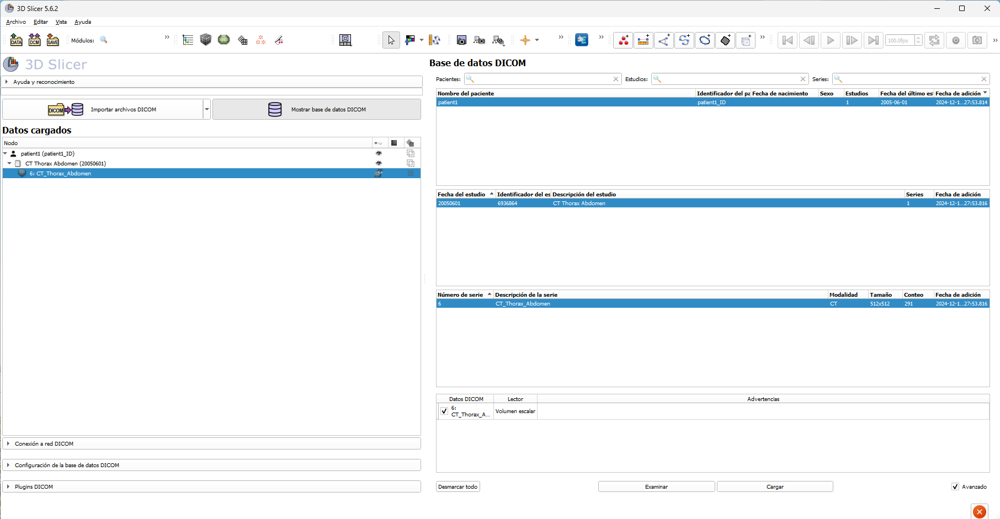 3D Slicer 5.6.2
Archivo Editar Vista Ayuda
DATA DCM SAVE Módulos: 100.0fps
3D Slicer
Ayuda y reconocimiento
DICOM Importar archivos DICOM Mostrar base de datos DICOM
Datos cargados
Nodo
patient1 (patient1_ID)
CT Thorax Abdomen (20050601)
6: CT_Thorax_Abdomen
Conexión a red DICOM
Configuración de la base de datos DICOM
Plugins DICOM
Base de datos DICOM
Pacientes: Estudios: Series:
Nombre del paciente Identificador del pa Fecha de nacimiento Sexo Estudios Fecha del último es Fecha de adición
patient1 patient1_ID 1 2005-06-01 2024-12-1...27:53.814
Fecha del estudio Identificador del es Descripción del estudio Series Fecha de adición
20050601 6936864 CT Thorax Abdomen 1 2024-12-1...27:53.816
Número de serie Descripción de la serie Modalidad Tamaño Conteo Fecha de adición
6 CT_Thorax_Abdomen CT 512x512 291 2024-12-1...27:53.816
Datos DICOM Lector Advertencias
6:
CT_Thorax_A... Volumen escalar
Desmarcar todo Examinar Cargar Avanzado